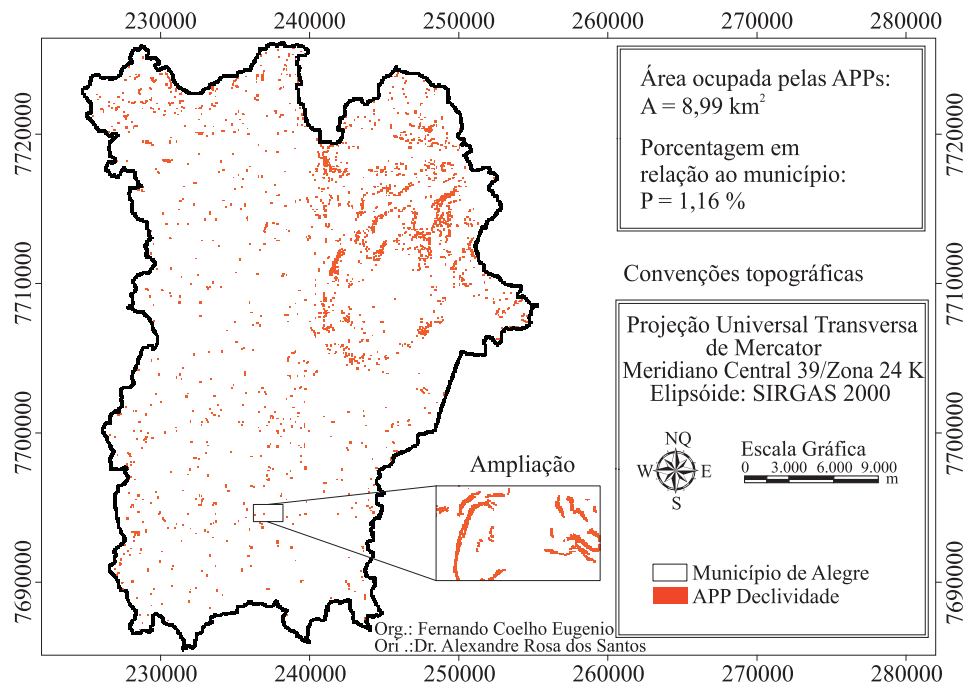 230000 240000 250000 260000 270000 280000
7720000
7710000
7700000
7690000
7720000
7710000
7700000
7690000
Área ocupada pelas APPs:
A = 8,99 km²
Porcentagem em
relação ao município:
P = 1,16 %
Convenções topográficas
Projeção Universal Transversa
de Mercator
Meridiano Central 39/Zona 24 K
Elipsóide: SIRGAS 2000
NQ
W E
S
Escala Gráfica
0 3.000 6.000 9.000
m
Ampliação
Município de Alegre
APP Declividade
Org.: Fernando Coelho Eugenio
Ori .:Dr. Alexandre Rosa dos Santos
230000 240000 250000 260000 270000 280000